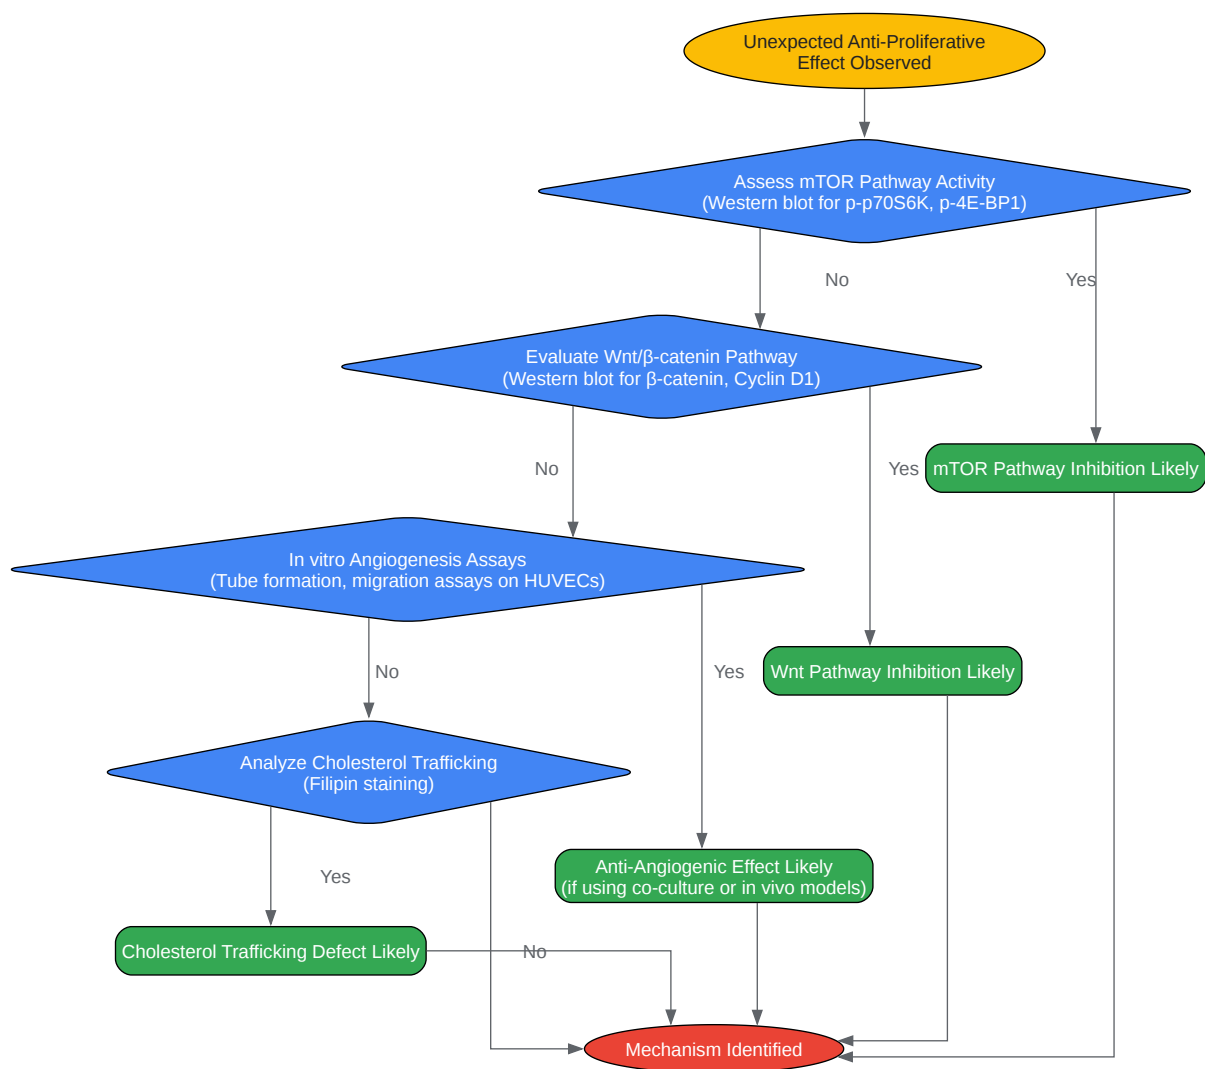 Unexpected Anti-Proliferative
Effect Observed
Assess mTOR Pathway Activity
(Western blot for p-p70S6K, p-4E-BP1)
No
Yes
Evaluate Wnt/β-catenin Pathway
(Western blot for β-catenin, Cyclin D1)
No
Yes
mTOR Pathway Inhibition Likely
In vitro Angiogenesis Assays
(Tube formation, migration assays on HUVECs)
No
Yes
Wnt Pathway Inhibition Likely
Analyze Cholesterol Trafficking
(Filipin staining)
Yes
Anti-Angiogenic Effect Likely
(if using co-culture or in vivo models)
Cholesterol Trafficking Defect Likely
No
Mechanism Identified